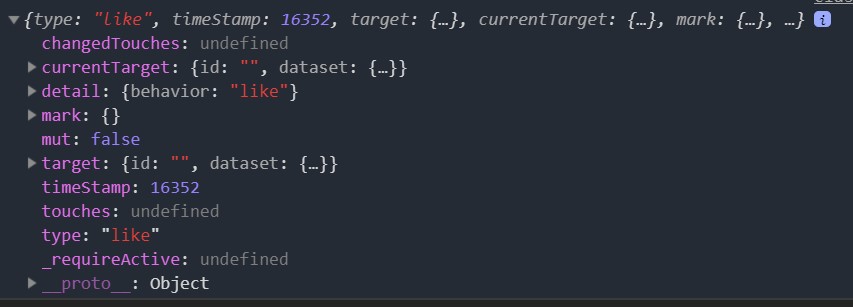 ▼{type: "like", timeStamp: 16352, target: {…}, currentTarget: {…}, mark: {…}, …} i
changedTouches: undefined
▶currentTarget: {id: "", dataset: {…}}
▶detail: {behavior: "like"}
▶mark: {}
mut: false
▶target: {id: "", dataset: {…}}
timeStamp: 16352
touches: undefined
type: "like"
_requireActive: undefined
▶__proto__: Object